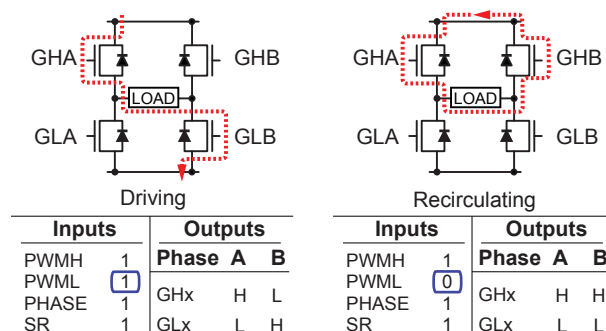 GHA GHB
LOAD
GLA GLB
Driving
Inputs Outputs
PWMH 1 Phase A B
PWML 1
PHASE 1 GHx H L
SR 1 GLx L H
GHA GHB
LOAD
GLA GLB
Recirculating
Inputs Outputs
PWMH 1 Phase A B
PWML 0
PHASE 1 GHx H H
SR 1 GLx L L